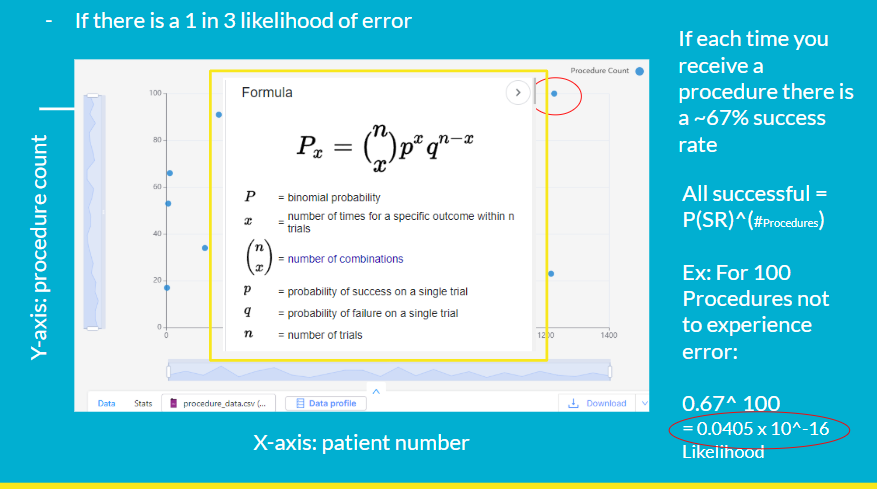 - If there is a 1 in 3 likelihood of error
If each time you
receive a
procedure there is
a ~67% success
rate
All successful =
P(SR)^(#Procedures)
Ex: For 100
Procedures not
to experience
error:
0.67^ 100
= 0.0405 x 10^-16
Likelihood
Y-axis: procedure count
Procedure Count
100
80
60
40
20
0
0
1200
1400
Formula
Pₓ = (n x) pˣ qⁿ⁻ˣ
P = binomial probability
x = number of times for a specific outcome within n
trials
(n x) = number of combinations
p = probability of success on a single trial
q = probability of failure on a single trial
n = number of trials
Data Stats procedure_data.csv (... Data profile Download
X-axis: patient number